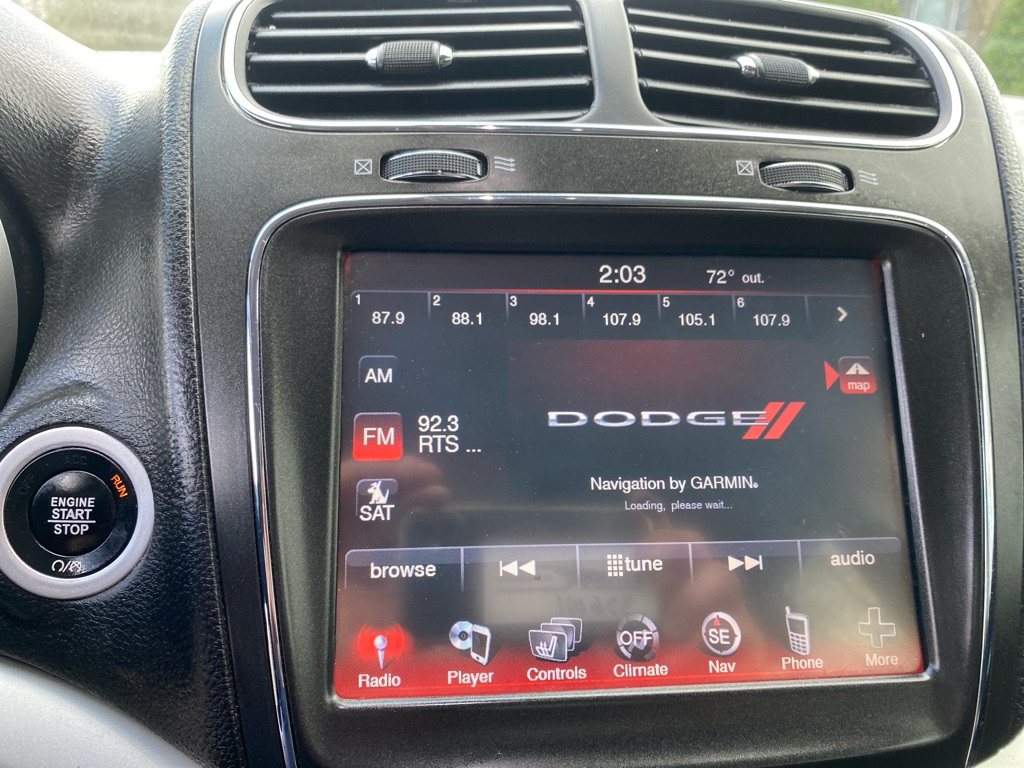 2:03 72° out.
1 2 3 4 5 6
87.9 88.1 98.1 107.9 105.1 107.9
AM
map
DODGE
FM 92.3
RTS ...
Navigation by GARMIN®
Loading, please wait...
SAT
RUN
ENGINE
START
STOP
browse tune audio
OFF SE
Radio Player Controls Climate Nav Phone More